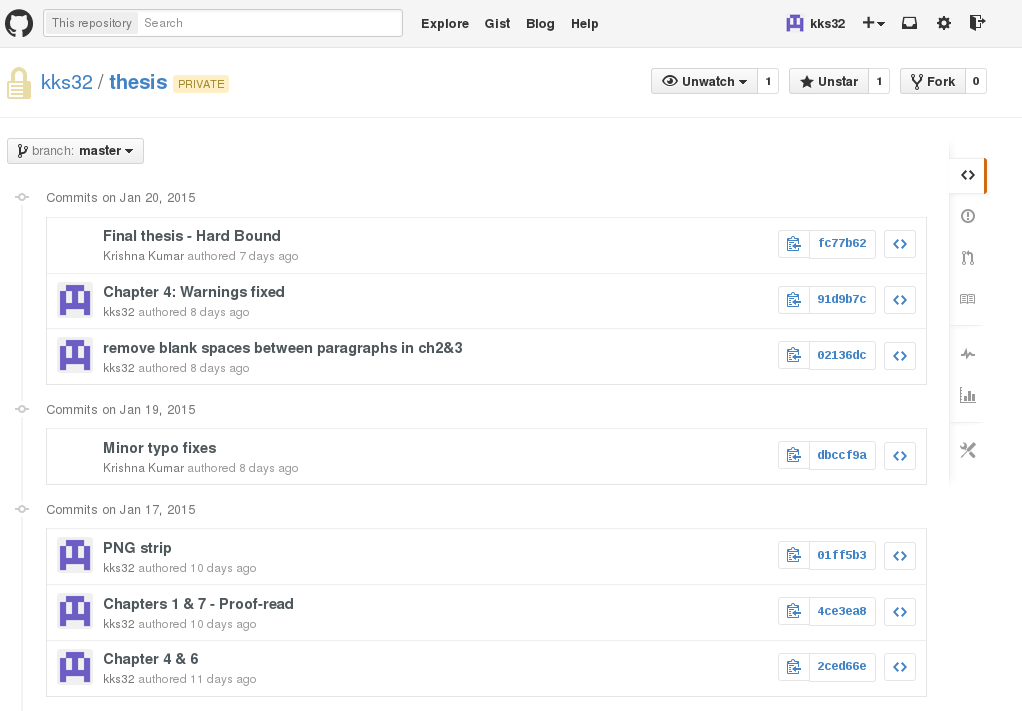 This repository Search Explore Gist Blog Help kks32
kks32 / thesis PRIVATE Unwatch 1 Unstar 1 Fork 0
branch: master
Commits on Jan 20, 2015
Final thesis - Hard Bound
Krishna Kumar authored 7 days ago
fc77b62
Chapter 4: Warnings fixed
kks32 authored 8 days ago
91d9b7c
remove blank spaces between paragraphs in ch2&3
kks32 authored 8 days ago
02136dc
Commits on Jan 19, 2015
Minor typo fixes
Krishna Kumar authored 8 days ago
dbccf9a
Commits on Jan 17, 2015
PNG strip
kks32 authored 10 days ago
01ff5b3
Chapters 1 & 7 - Proof-read
kks32 authored 10 days ago
4ce3ea8
Chapter 4 & 6
kks32 authored 11 days ago
2ced66e